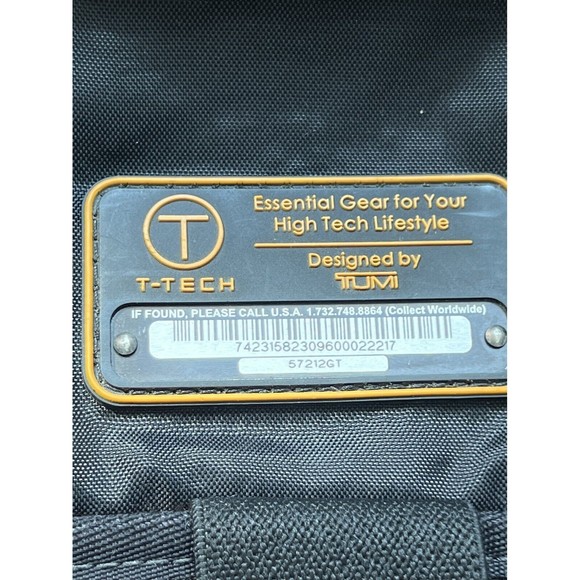 T
T-TECH
Essential Gear for Your
High Tech Lifestyle
Designed by
TUMI
IF FOUND, PLEASE CALL U.S.A. 1.732.748.8864 (Collect Worldwide)
74231582309600022217
57212GT